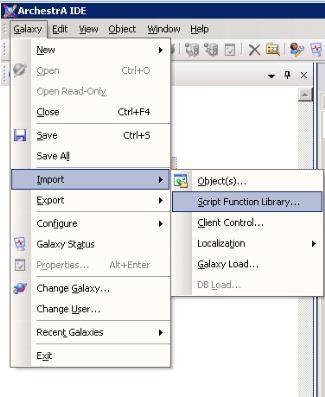 ArchestrA IDE
Galaxy Edit View Object Window Help
New
Open Ctrl+O
Open Read-Only
Close Ctrl+F4
Save Ctrl+S
Save All
Import
Export
Configure
Galaxy Status
Properties... Alt+Enter
Change Galaxy...
Change User...
Recent Galaxies
Exit
Object(s)...
Script Function Library...
Client Control...
Localization
Galaxy Load...
DB Load...